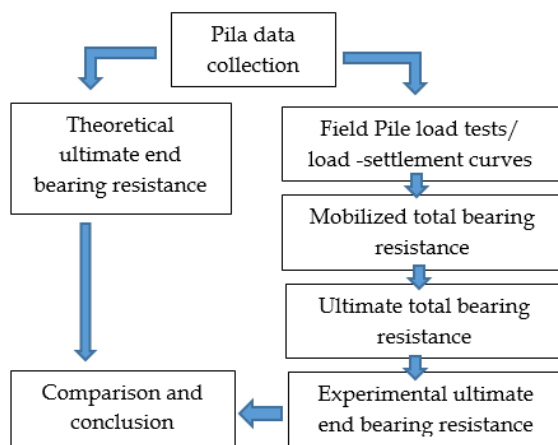 Pila data
collection
Theoretical
ultimate end
bearing resistance
Field Pile load tests/
load -settlement curves
Mobilized total bearing
resistance
Ultimate total bearing
resistance
Experimental ultimate
end bearing resistance
Comparison and
conclusion